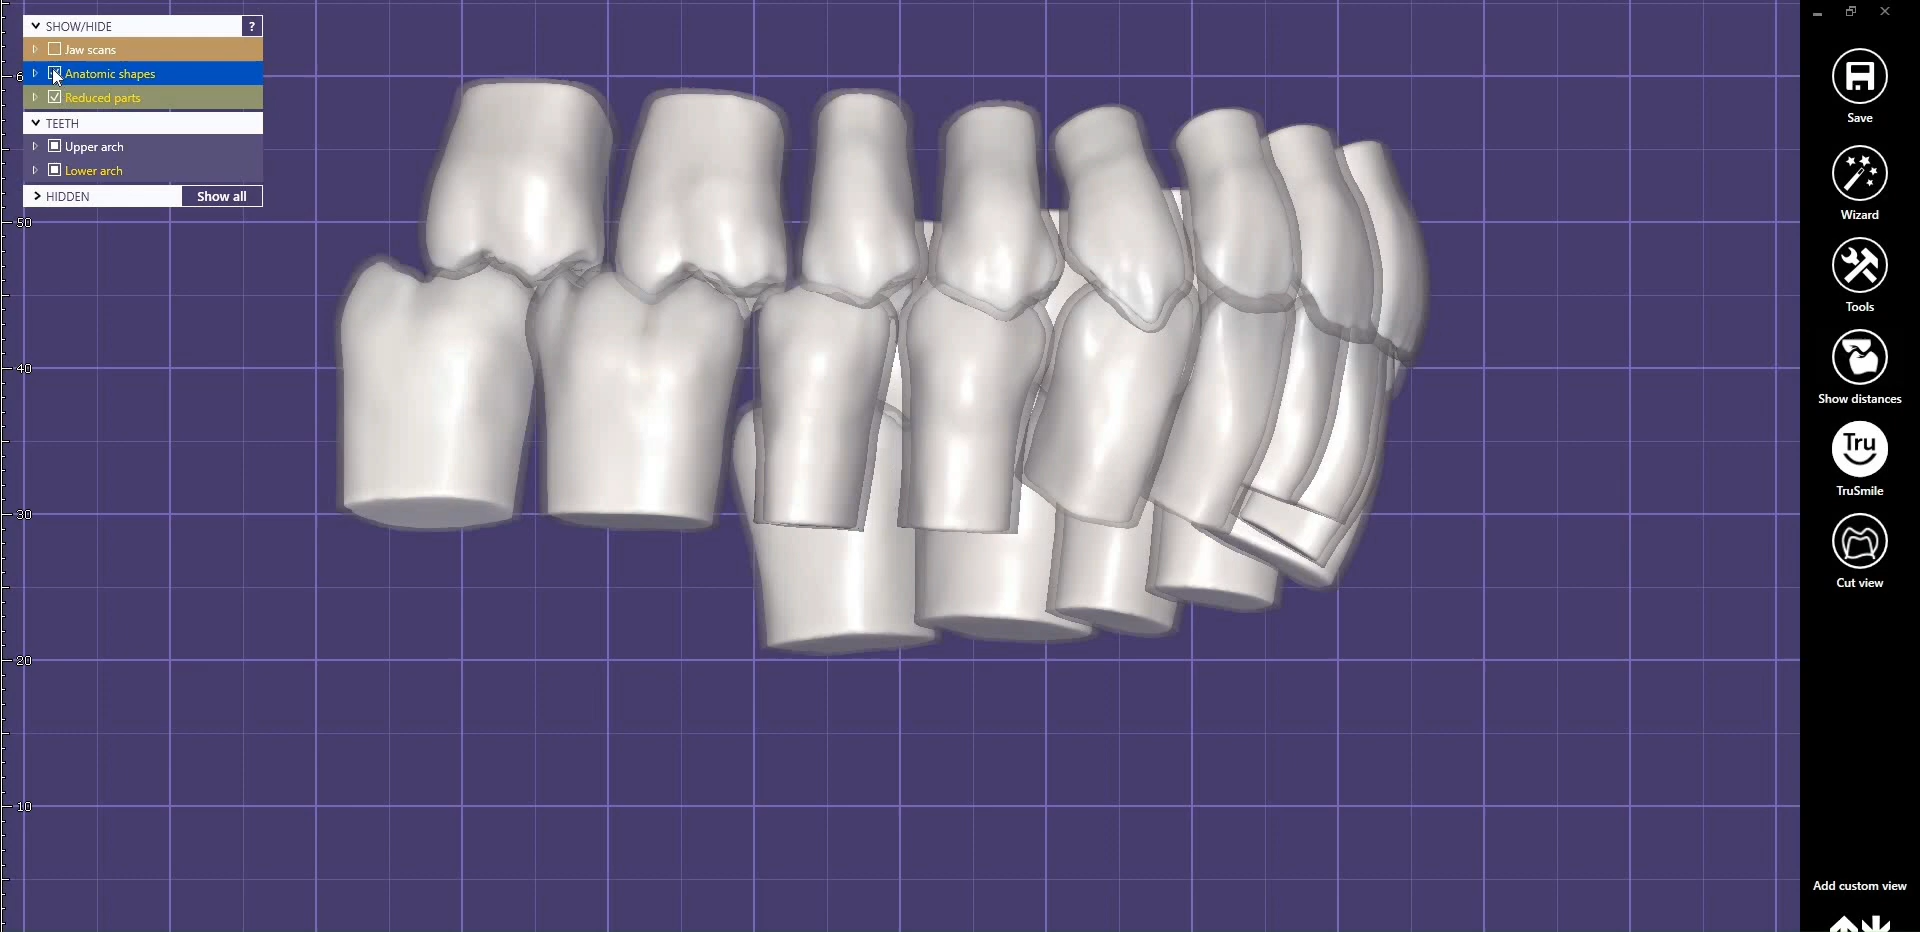 SHOW/HIDE ?
Jaw scans
Anatomic shapes
Reduced parts
TEETH
Upper arch
Lower arch
HIDDEN Show all
6
50
40
30
20
10
Save
Wizard
Tools
Show distances
Tru
TruSmile
Cut view
Add custom view